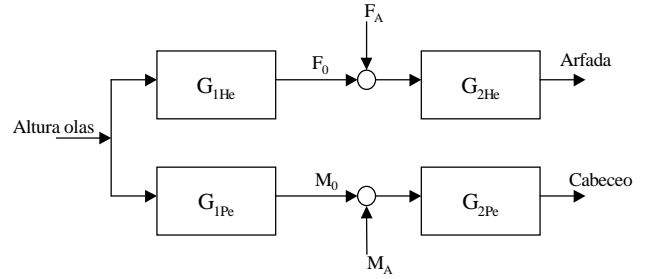 F_A
F_0
Arfada
G_1He
G_2He
Altura olas
M_0
Cabeceo
G_1Pe
G_2Pe
M_A